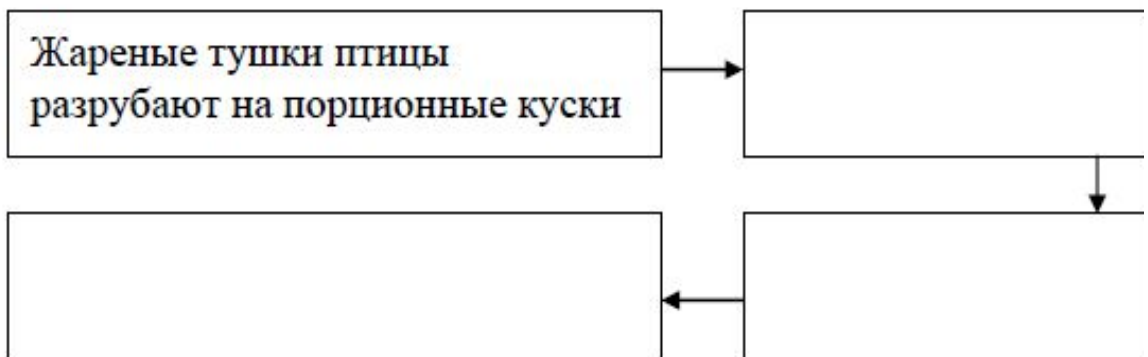 Жареные тушки птицы
разрубают на порционные куски